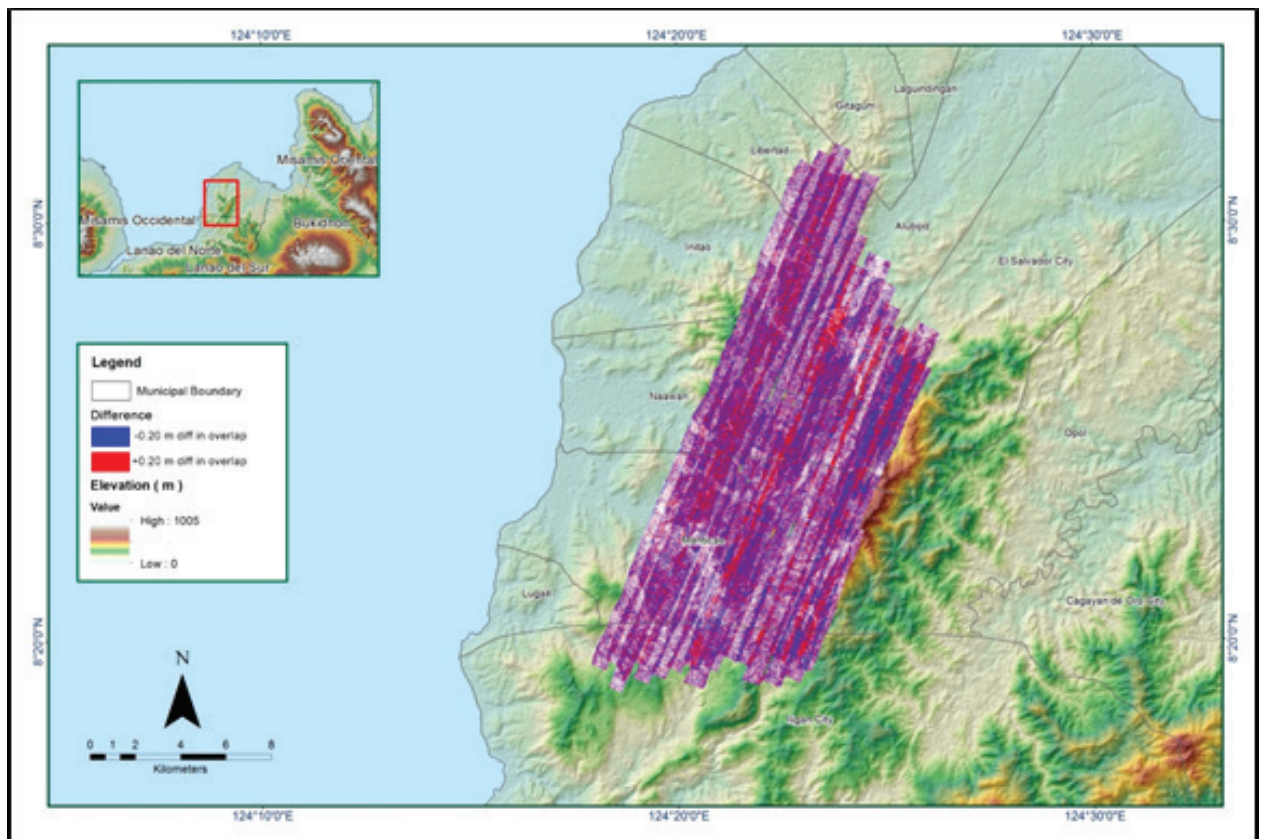 124°10'0"E
124°20'0"E
124°30'0"E
Laguindingan
Gitagum
Libertad
Misamis Oriental
Misamis Occidental
Bukidnon
Lanao del Norte
Lanao del Sur
8°30'0"N
8°30'0"N
Alubijid
Initao
El Salvador City
Legend
Municipal Boundary
Difference
-0.20 m diff in overlap
+0.20 m diff in overlap
Elevation ( m )
Value
High : 1005
Low : 0
Naawan
Opol
Lugait
Cagayan de Oro City
8°20'0"N
8°20'0"N
N
Iligan City
0 1 2 4 6 8
Kilometers
124°10'0"E
124°20'0"E
124°30'0"E